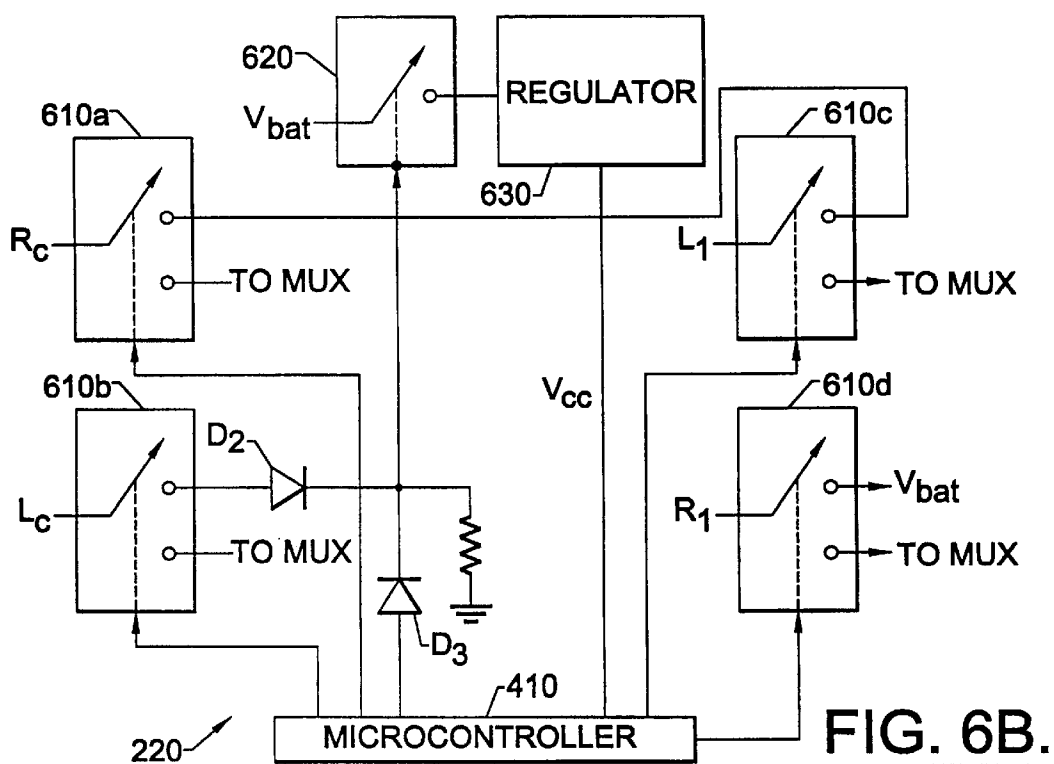 620
REGULATOR
V_bat
610a
610c
630
R_c
TO MUX
L_1
TO MUX
610b
V_cc
610d
D_2
L_c
V_bat
R_1
TO MUX
TO MUX
D_3
410
220
MICROCONTROLLER
FIG. 6B.